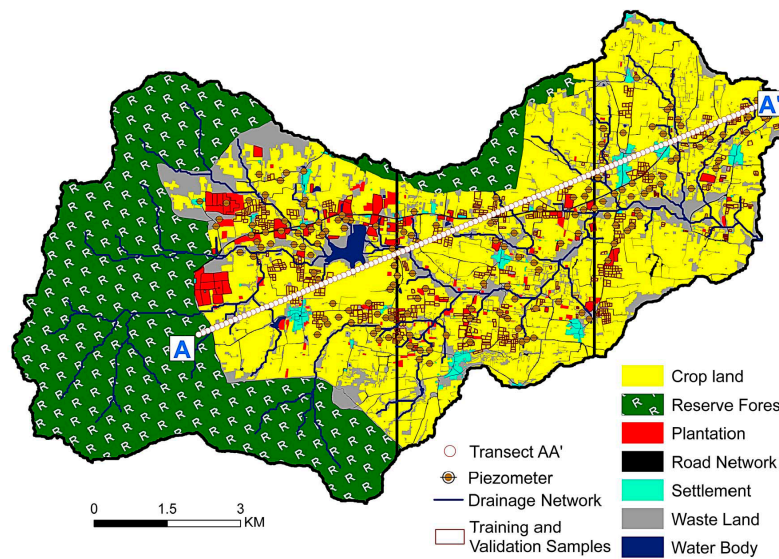 A'
A
Transect AA'
Piezometer
Drainage Network
Training and
Validation Samples
0 1.5 3
KM
Crop land
Reserve Fores
Plantation
Road Network
Settlement
Waste Land
Water Body